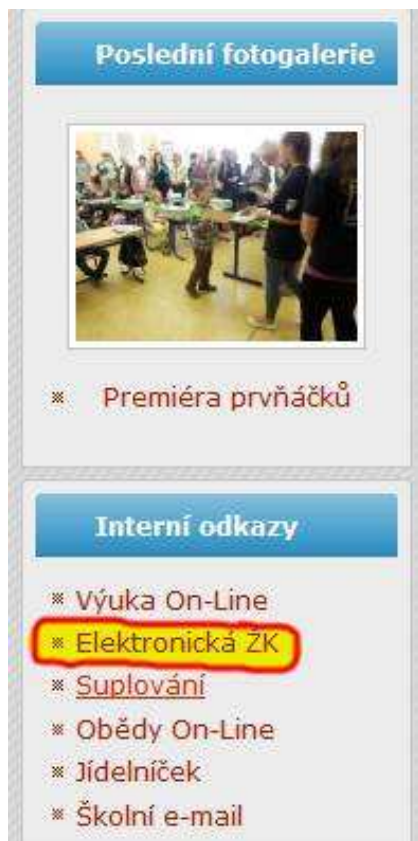 Poslední fotogalerie
Premiéra prvňáčků
Interní odkazy
Výuka On-Line
Elektronická ŽK
Suplování
Obědy On-Line
Jídelníček
Školní e-mail